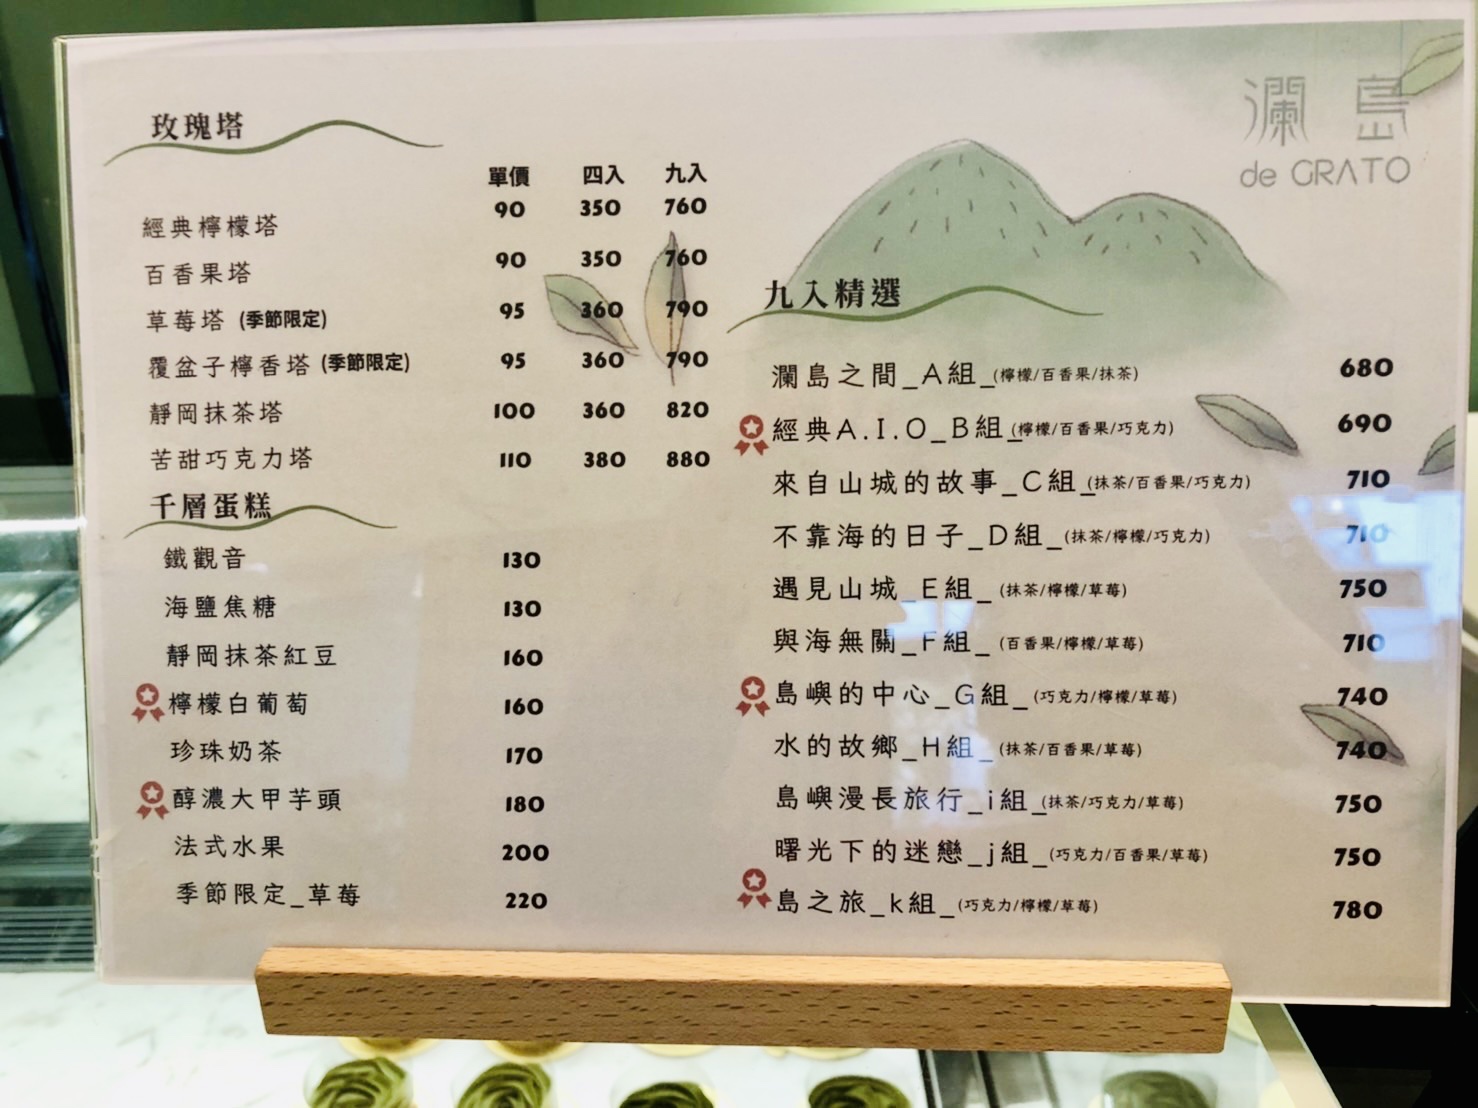 瀾島
de GRATO
玫瑰塔
單價 四入 九入
經典檸檬塔 90 350 760
百香果塔 90 350 760
草莓塔 (季節限定) 95 360 790
覆盆子檸香塔 (季節限定) 95 360 790
靜岡抹茶塔 100 360 820
苦甜巧克力塔 110 380 880
千層蛋糕
鐵觀音 130
海鹽焦糖 130
靜岡抹茶紅豆 160
檸檬白葡萄 160
珍珠奶茶 170
醇濃大甲芋頭 180
法式水果 200
季節限定_草莓 220
九入精選
瀾島之間_A組_(檸檬/百香果/抹茶) 680
經典A.I.O_B組_(檸檬/百香果/巧克力) 690
來自山城的故事_C組_(抹茶/百香果/巧克力) 710
不靠海的日子_D組_(抹茶/檸檬/巧克力) 710
遇見山城_E組_(抹茶/檸檬/草莓) 750
與海無關_F組_(百香果/檸檬/草莓) 710
島嶼的中心_G組_(巧克力/檸檬/草莓) 740
水的故鄉_H組_(抹茶/百香果/草莓) 740
島嶼漫長旅行_i組_(抹茶/巧克力/草莓) 750
曙光下的迷戀_j組_(巧克力/百香果/草莓) 750
島之旅_k組_(巧克力/檸檬/草莓) 780